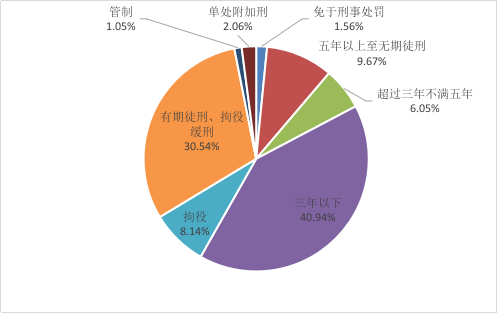 管制
1.05%
单处附加刑
2.06%
免于刑事处罚
1.56%
五年以上至无期徒刑
9.67%
超过三年不满五年
6.05%
有期徒刑、拘役
缓刑
30.54%
三年以下
40.94%
拘役
8.14%